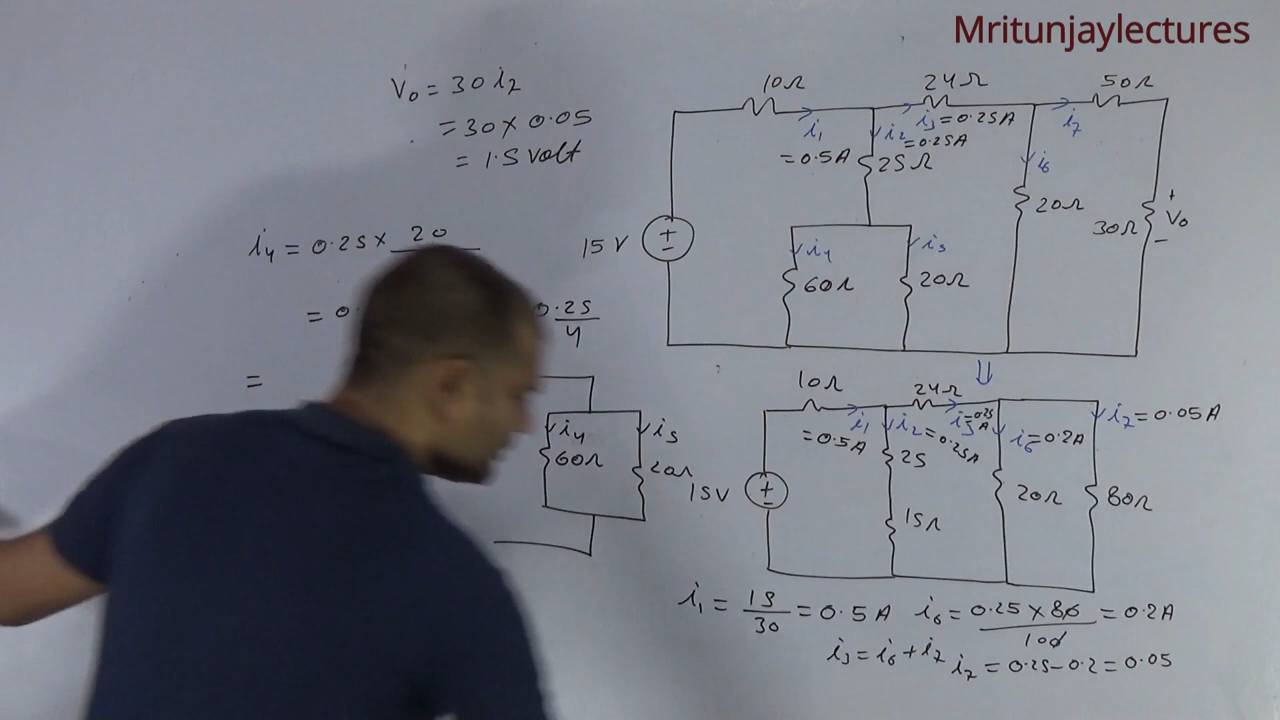 Mritunjaylectures
V₀ = 30 i₇
= 30 × 0.05
= 1.5 volt
i₄ = 0.25 × 20
= 0.
0.25
4
=
i₄
i₅
60Ω
20Ω
10Ω
24Ω
50Ω
i₁
= 0.5A
i₂
= 0.25A
i₃ = 0.25A
i₇
25Ω
i₆
20Ω
15 V
+
-
i₄
i₅
60Ω
20Ω
30Ω
+
V₀
-
⇓
10Ω
24Ω
i₁
= 0.5A
i₂ = 0.25A
i₃ = 0.25 A
i₆ = 0.2A
i₇ = 0.05A
25
15Ω
20Ω
80Ω
15V
+
-
i₁ = 15/30 = 0.5 A i₆ = 0.25 × 80/100 = 0.2A
i₃ = i₆ + i₇ i₇ = 0.25 - 0.2 = 0.05